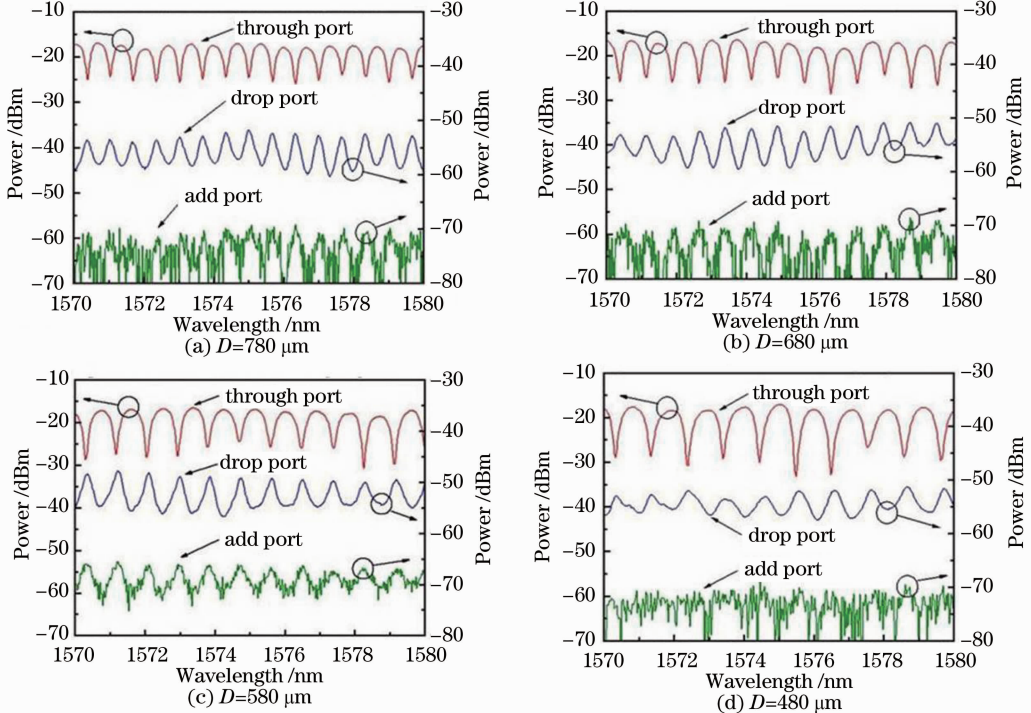 −10 −20 −30 −40 −50 −60 −70
Power /dBm
through port
drop port
add port
−30 −40 −50 −60 −70 −80
Power /dBm
1570 1572 1574 1576 1578 1580
Wavelength /nm
(a) D=780 μm
−10 −20 −30 −40 −50 −60 −70
Power /dBm
through port
drop port
add port
−30 −40 −50 −60 −70 −80
Power /dBm
1570 1572 1574 1576 1578 1580
Wavelength /nm
(b) D=680 μm
−10 −20 −30 −40 −50 −60 −70
Power /dBm
through port
drop port
add port
−30 −40 −50 −60 −70 −80
Power /dBm
1570 1572 1574 1576 1578 1580
Wavelength /nm
(c) D=580 μm
−10 −20 −30 −40 −50 −60 −70
Power /dBm
through port
drop port
add port
−30 −40 −50 −60 −70 −80
Power /dBm
1570 1572 1574 1576 1578 1580
Wavelength /nm
(d) D=480 μm